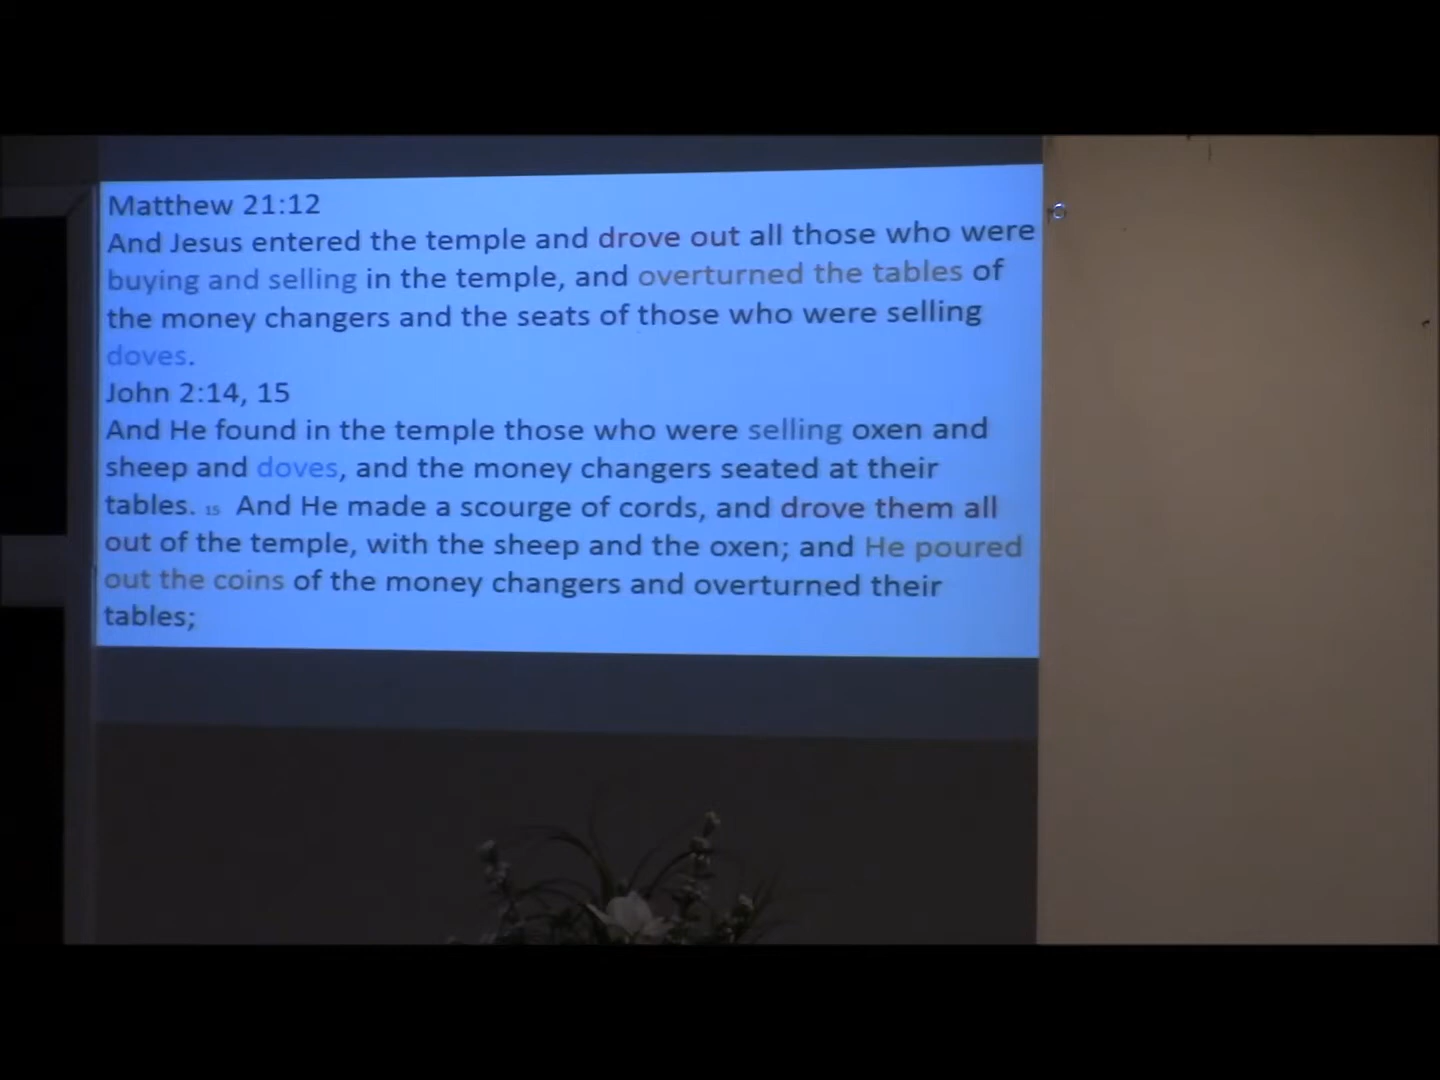 Matthew 21:12
And Jesus entered the temple and drove out all those who were
buying and selling in the temple, and overturned the tables of
the money changers and the seats of those who were selling
doves.
John 2:14, 15
And He found in the temple those who were selling oxen and
sheep and doves, and the money changers seated at their
tables. 15 And He made a scourge of cords, and drove them all
out of the temple, with the sheep and the oxen; and He poured
out the coins of the money changers and overturned their
tables;